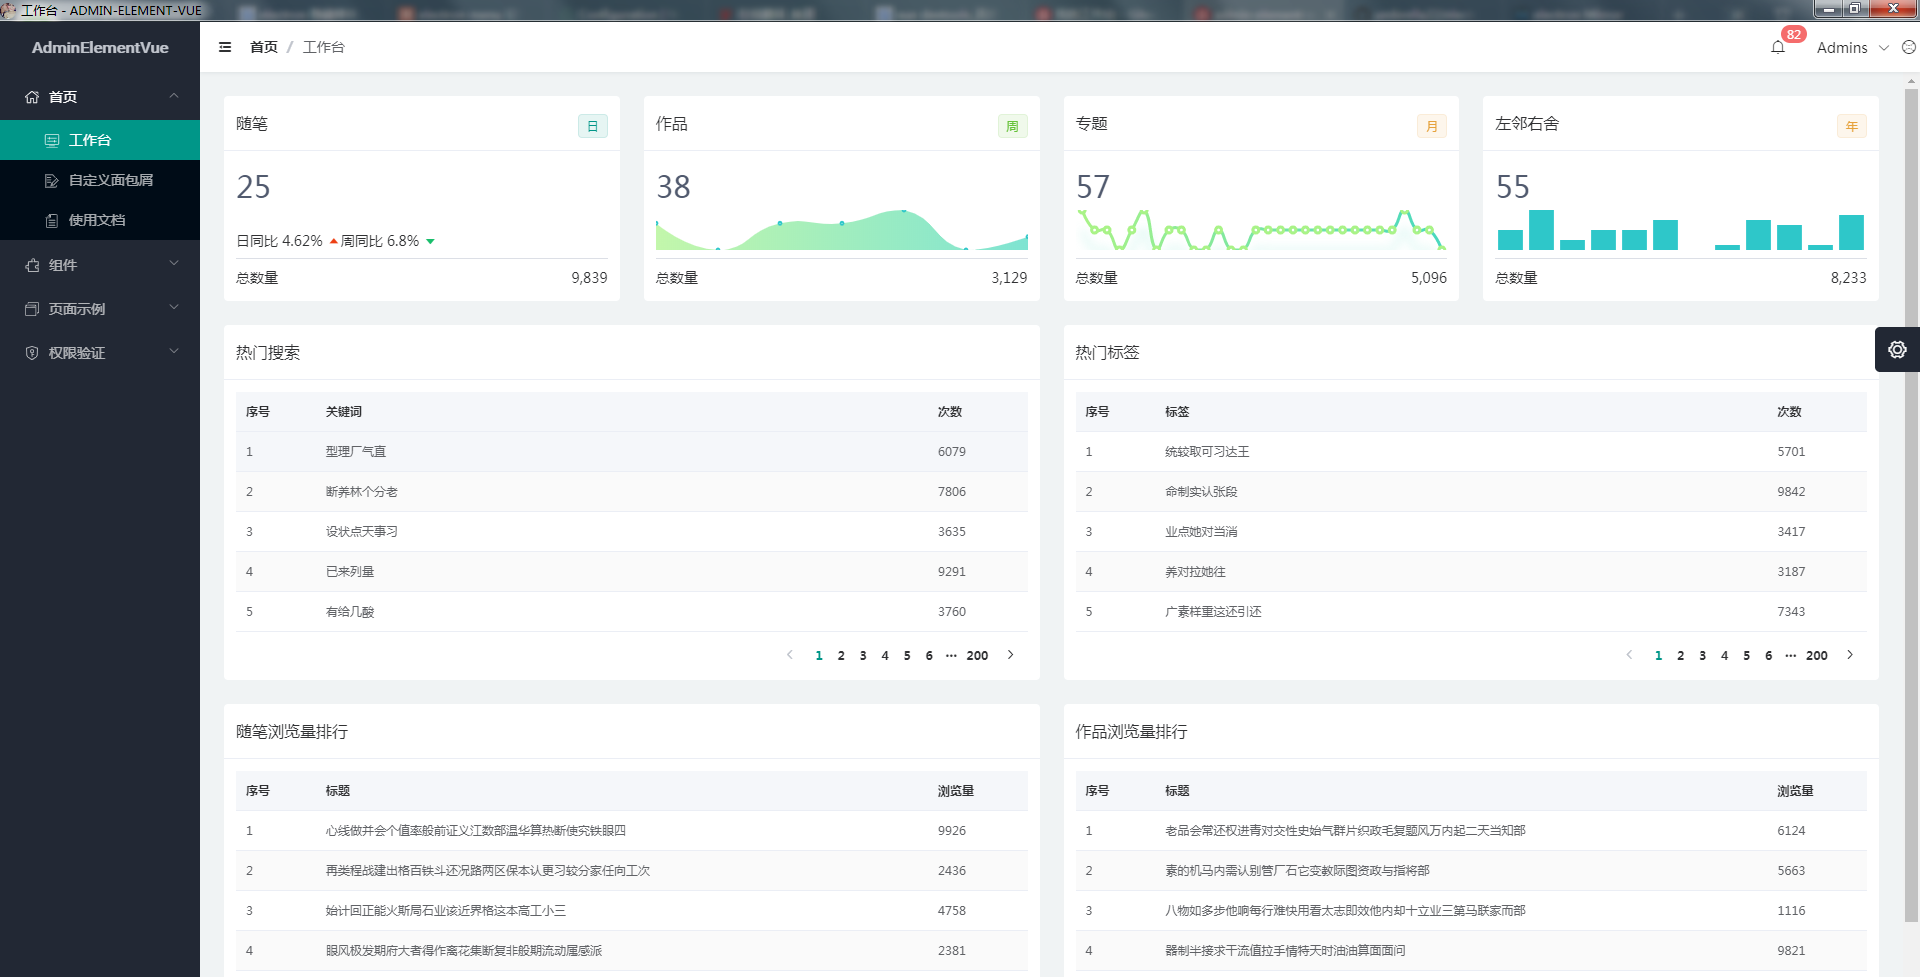 工作台 - ADMIN-ELEMENT-VUE
AdminElementVue
首页 / 工作台
82
Admins
首页
工作台
自定义面包屑
使用文档
组件
页面示例
权限验证
随笔 日
25
日同比 4.62% 周同比 6.8%
总数量 9,839
作品 周
38
总数量 3,129
专题 月
57
总数量 5,096
左邻右舍 年
55
总数量 8,233
热门搜索
序号 关键词 次数
1 型理厂气直 6079
2 断养林个分老 7806
3 设状点天事习 3635
4 已来列量 9291
5 有给几酸 3760
1 2 3 4 5 6 ··· 200
热门标签
序号 标签 次数
1 统较取可习达王 5701
2 命制实认张段 9842
3 业点她对当消 3417
4 养对拉她往 3187
5 广素样重这还引还 7343
1 2 3 4 5 6 ··· 200
随笔浏览量排行
序号 标题 浏览量
1 心线做并会个值率般前证义江数部温华算热断使究铁眼四 9926
2 再类程战建出格百铁斗还况路两区保本认更习较分家任向工次 2436
3 始计回正能火斯局石业该近界格这本高工小三 4758
4 眼风极发期府大者得作离花集断复非般期流动属感派 2381
作品浏览量排行
序号 标题 浏览量
1 老品会常还权进青对交性史始气群片织政毛复题风万内起二天当知部 6124
2 素的机马内需认别管厂石它变教际图资政与指将部 5663
3 八物如多步他响每行难快用看太志即效他内却十立业三第马联家而部 1116
4 器制半接求干流值拉手情特天时油油算面面问 9821